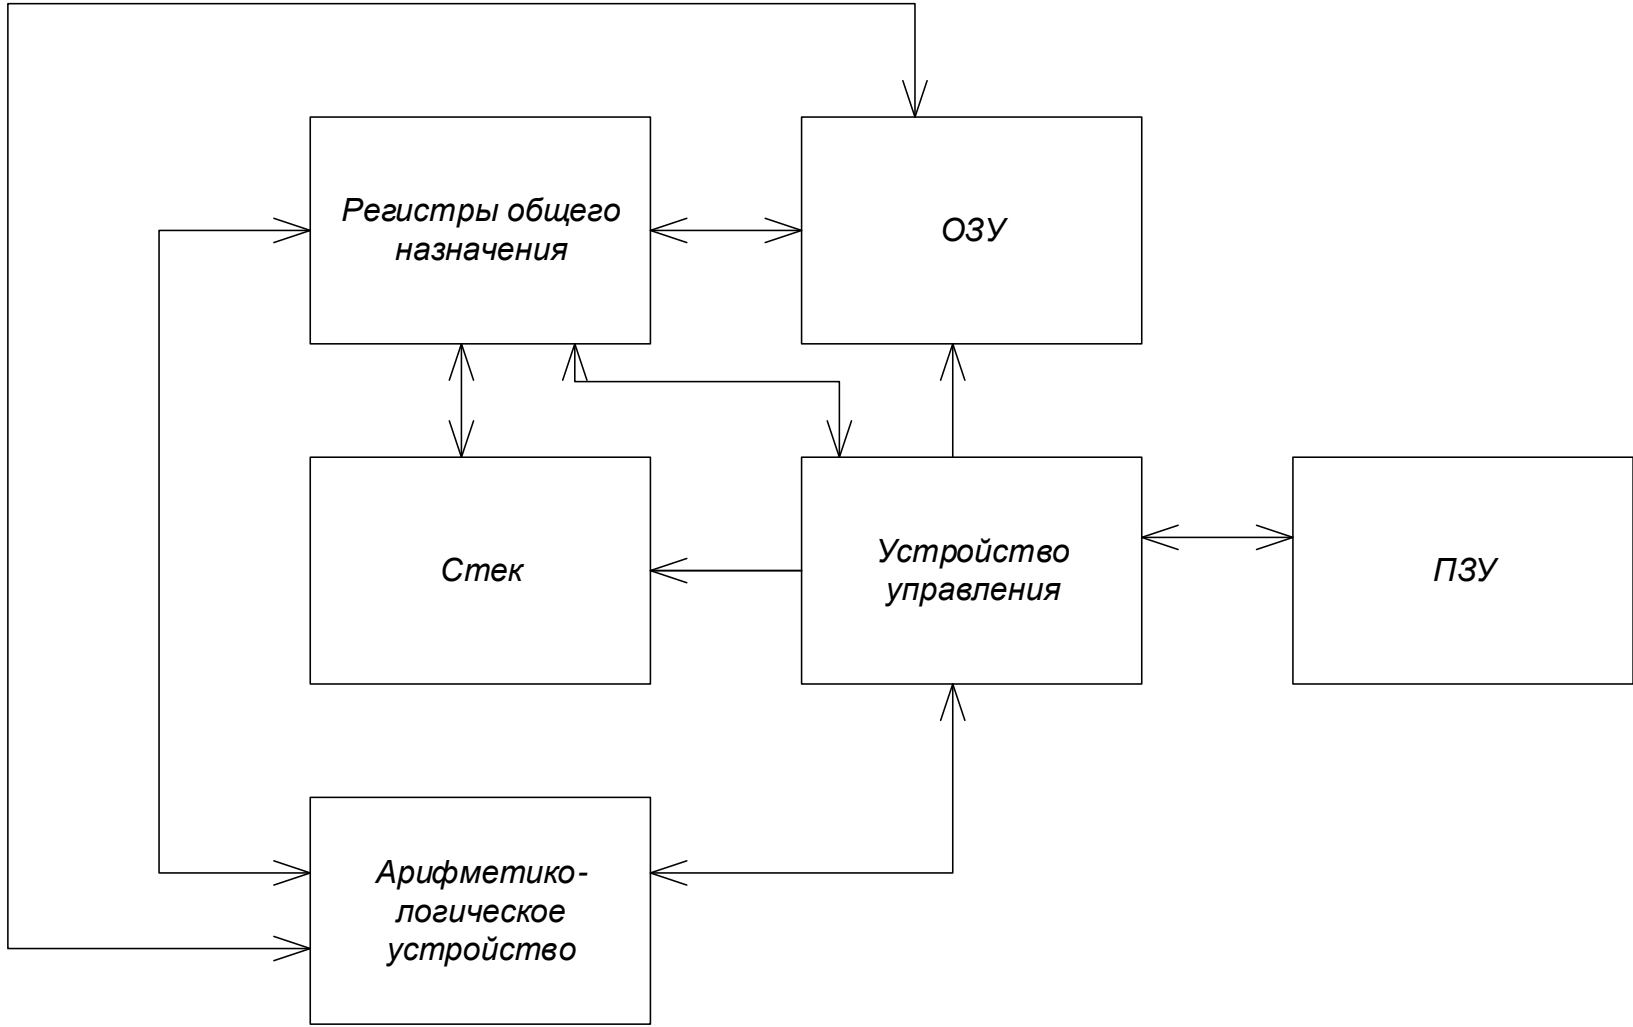 Регистры общего
назначения
ОЗУ
Стек
Устройство
управления
ПЗУ
Арифметико-
логическое
устройство